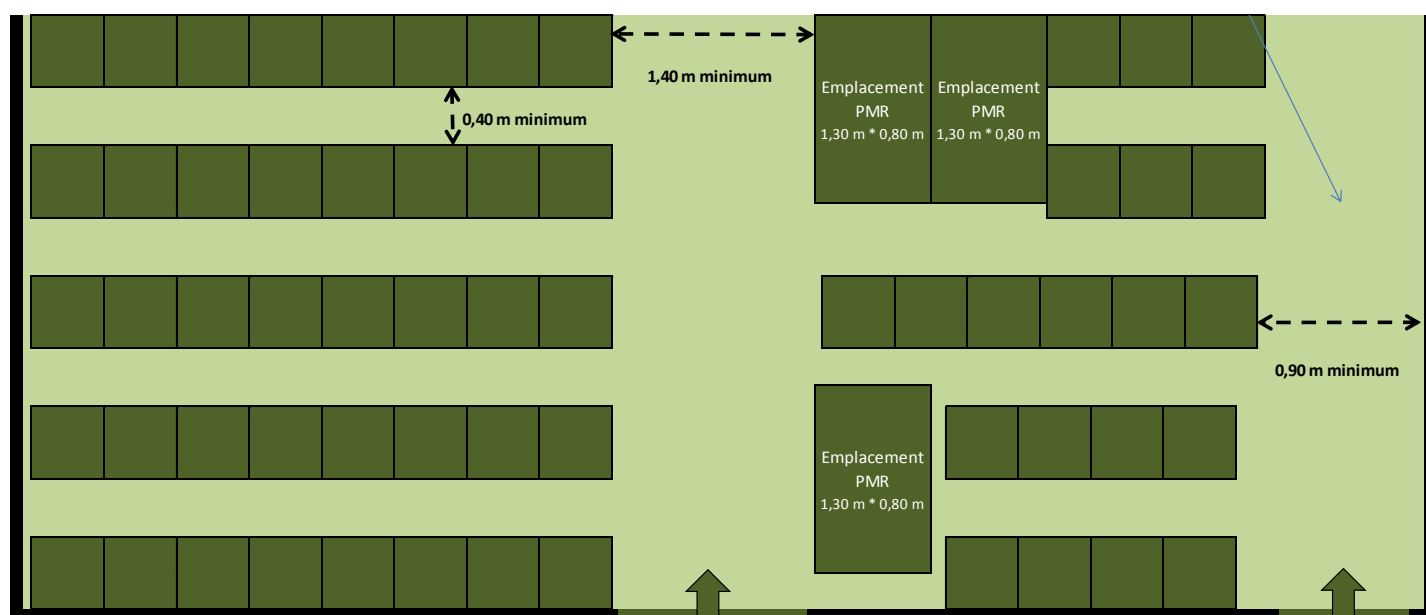 1,40 m minimum
0,40 m minimum
Emplacement
PMR
1,30 m * 0,80 m
Emplacement
PMR
1,30 m * 0,80 m
0,90 m minimum
Emplacement
PMR
1,30 m * 0,80 m